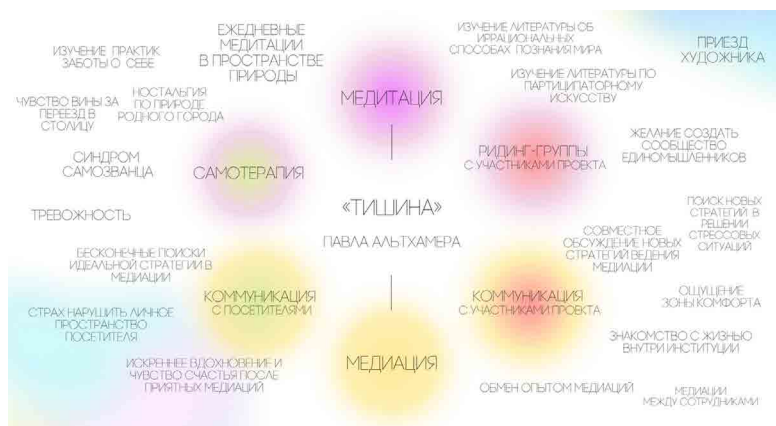 ЕЖЕДНЕВНЫЕ
МЕДИТАЦИИ
В ПРОСТРАНСТВЕ
ПРИРОДЫ
ИЗУЧЕНИЕ ПРАКТИК
ЗАБОТЫ О СЕБЕ
НОСТАЛЬГИЯ
ПО ПРИРОДЕ
РОДНОГО ГОРОДА
ЧУВСТВО ВИНЫ ЗА
ПЕРЕЕЗД В
СТОЛИЦУ
СИНДРОМ
САМОЗВАНЦА
ТРЕВОЖНОСТЬ
САМОТЕРАПИЯ
МЕДИТАЦИЯ
ИЗУЧЕНИЕ ЛИТЕРАТУРЫ ОБ
ИРРАЦИОНАЛЬНЫХ
СПОСОБАХ ПОЗНАНИЯ МИРА
ПРИЕЗД
ХУДОЖНИКА
ИЗУЧЕНИЕ ЛИТЕРАТУРЫ ПО
ПАРТИЦИПАТОРНОМУ
ИСКУССТВУ
РИДИНГ-ГРУППЫ
С УЧАСТНИКАМИ ПРОЕКТА
ЖЕЛАНИЕ СОЗДАТЬ
СООБЩЕСТВО
ЕДИНОМЫШЛЕННИКОВ
«ТИШИНА»
ПАВЛА АЛЬТХАМЕРА
ПОИСК НОВЫХ
СТРАТЕГИЙ В
РЕШЕНИИ
СТРЕССОВЫХ
СИТУАЦИЙ
СОВМЕСТНОЕ
ОБСУЖДЕНИЕ НОВЫХ
СТРАТЕГИЙ ВЕДЕНИЯ
МЕДИАЦИИ
БЕСКОНЕЧНЫЕ ПОИСКИ
ИДЕАЛЬНОЙ СТРАТЕГИИ В
МЕДИАЦИИ
КОММУНИКАЦИЯ
С ПОСЕТИТЕЛЯМИ
КОММУНИКАЦИЯ
С УЧАСТНИКАМИ ПРОЕКТА
ОЩУЩЕНИЕ
ЗОНЫ КОМФОРТА
СТРАХ НАРУШИТЬ ЛИЧНОЕ
ПРОСТРАНСТВО
ПОСЕТИТЕЛЯ
ЗНАКОМСТВО С ЖИЗНЬЮ
ВНУТРИ ИНСТИТУЦИИ
МЕДИАЦИЯ
ИСКРЕННЕЕ ВДОХНОВЕНИЕ И
ЧУВСТВО СЧАСТЬЯ ПОСЛЕ
ПРИЯТНЫХ МЕДИАЦИЙ
ОБМЕН ОПЫТОМ МЕДИАЦИЙ
МЕДИАЦИИ
МЕЖДУ СОТРУДНИКАМИ